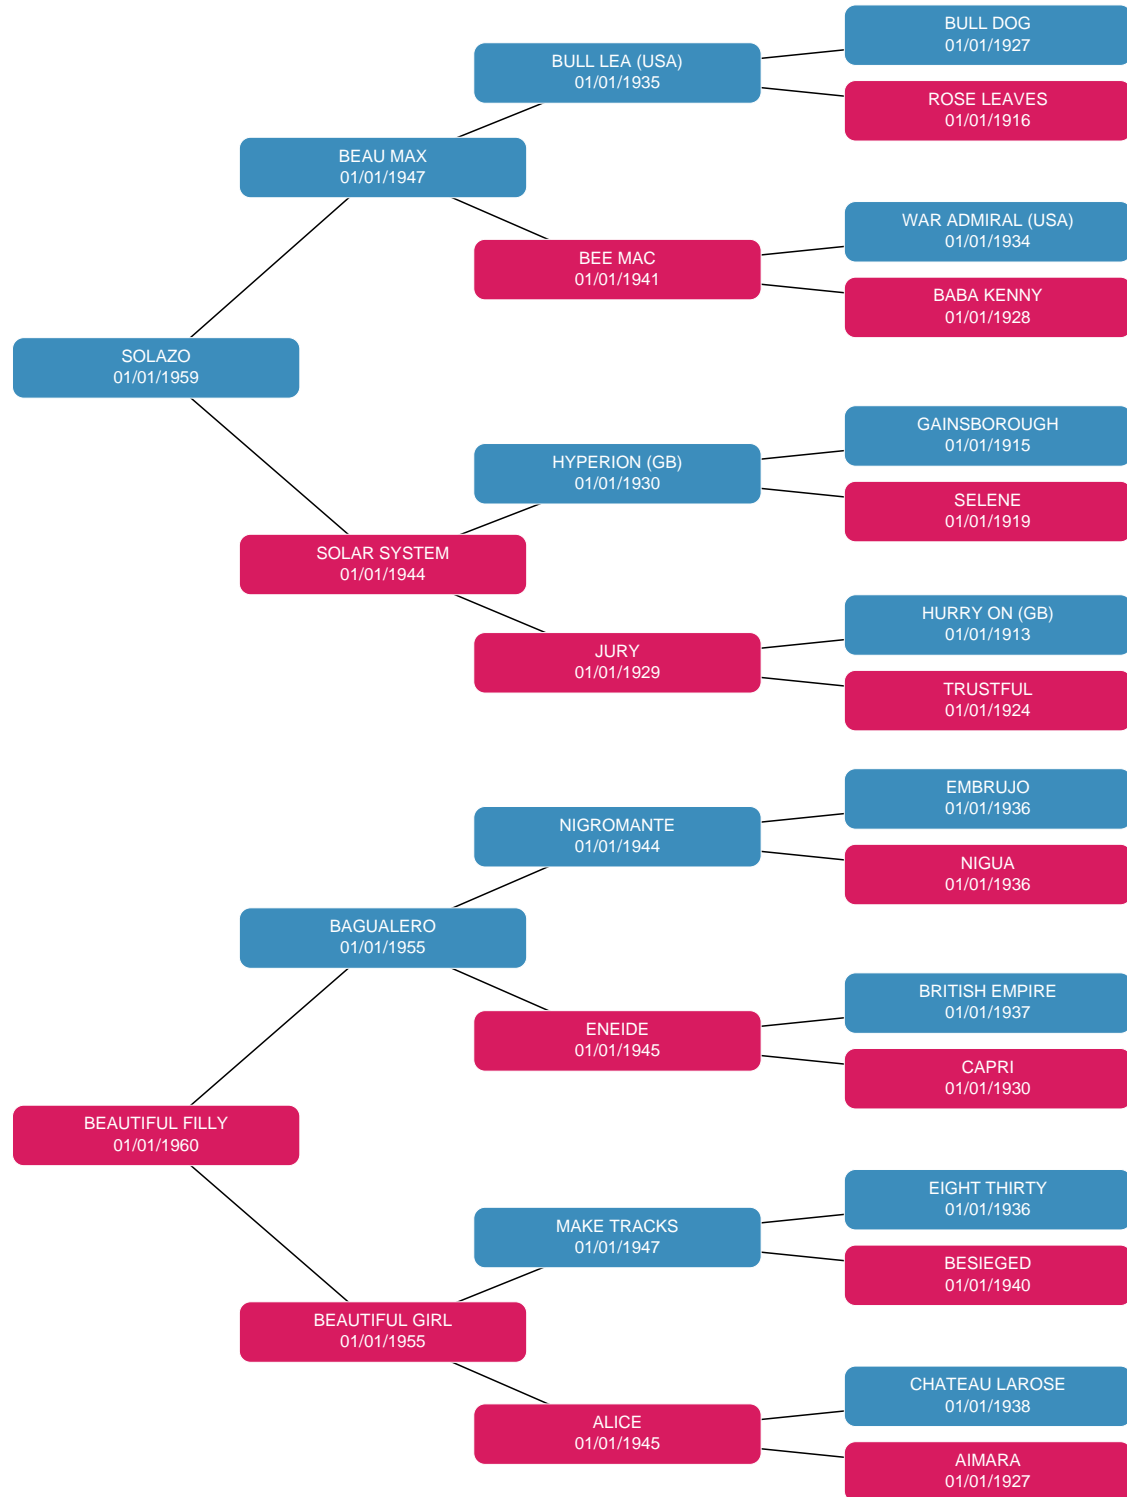 BULL DOG
01/01/1927
BULL LEA (USA)
01/01/1935
ROSE LEAVES
01/01/1916
BEAU MAX
01/01/1947
WAR ADMIRAL (USA)
01/01/1934
BEE MAC
01/01/1941
BABA KENNY
01/01/1928
SOLAZO
01/01/1959
GAINSBOROUGH
01/01/1915
HYPERION (GB)
01/01/1930
SELENE
01/01/1919
SOLAR SYSTEM
01/01/1944
HURRY ON (GB)
01/01/1913
JURY
01/01/1929
TRUSTFUL
01/01/1924
EMBRUJO
01/01/1936
NIGROMANTE
01/01/1944
NIGUA
01/01/1936
BAGUALERO
01/01/1955
BRITISH EMPIRE
01/01/1937
ENEIDE
01/01/1945
CAPRI
01/01/1930
BEAUTIFUL FILLY
01/01/1960
EIGHT THIRTY
01/01/1936
MAKE TRACKS
01/01/1947
BESIEGED
01/01/1940
BEAUTIFUL GIRL
01/01/1955
CHATEAU LAROSE
01/01/1938
ALICE
01/01/1945
AIMARA
01/01/1927